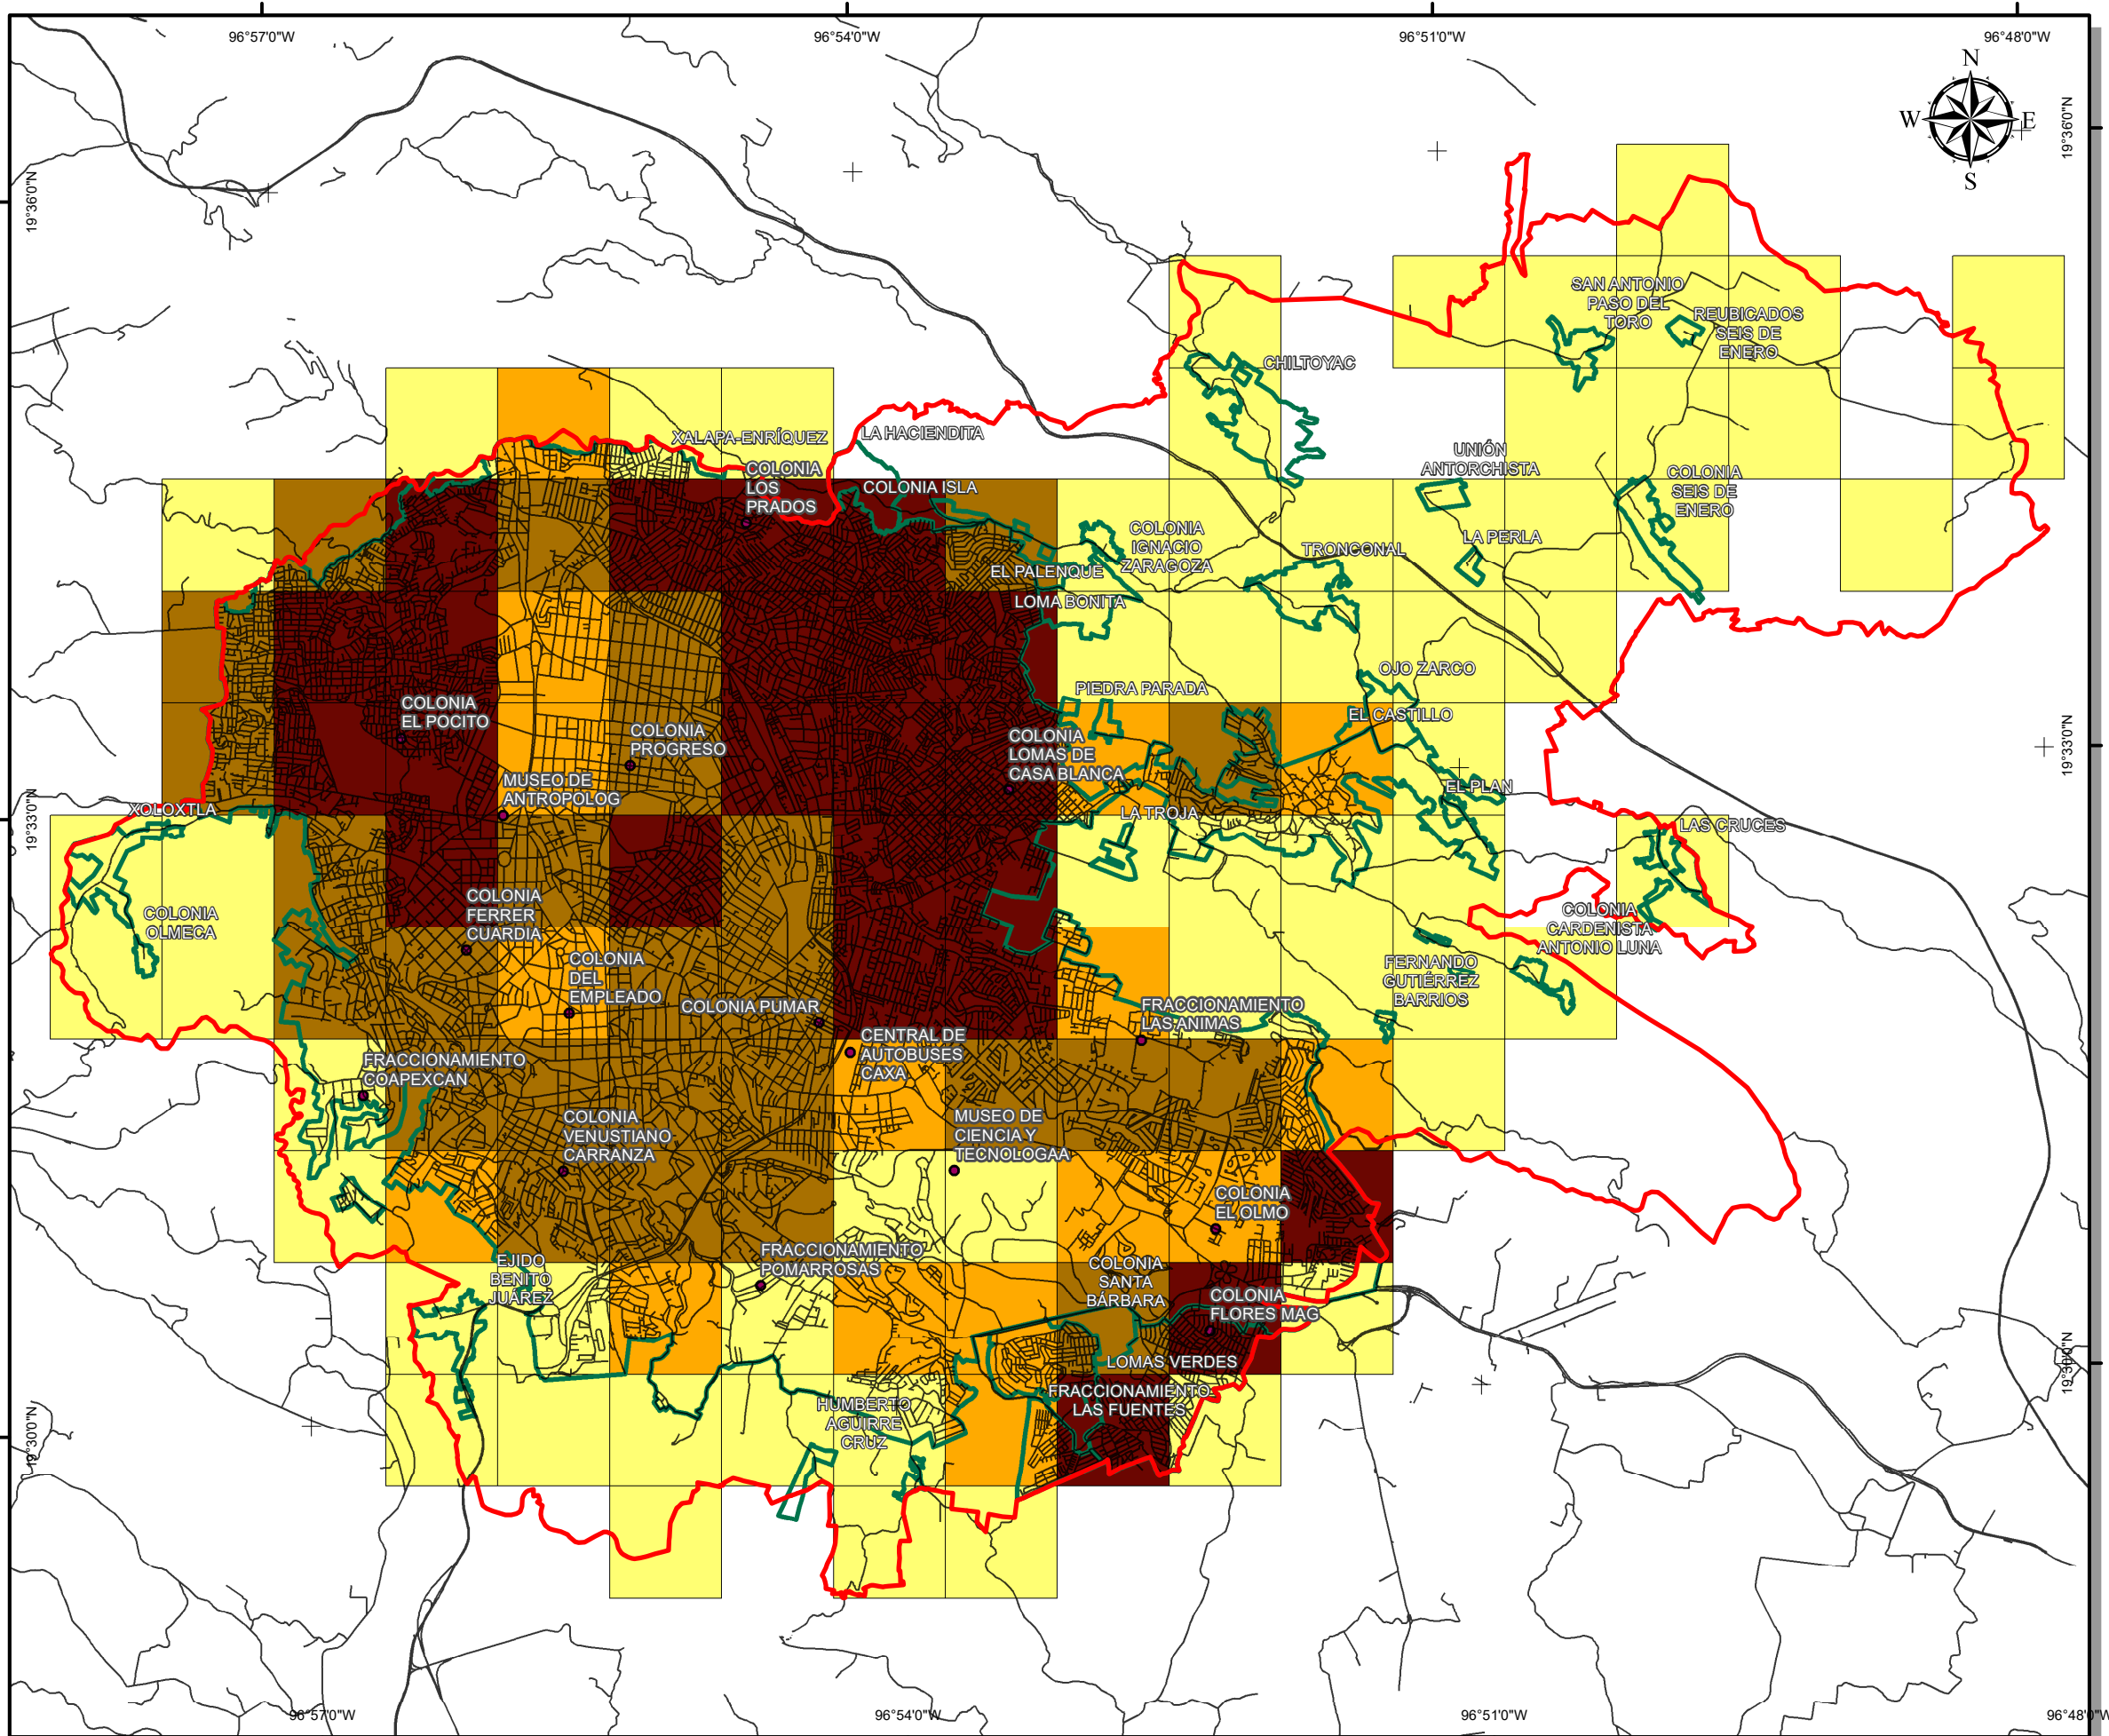 96°57'0"W
96°54'0"W
96°51'0"W
96°48'0"W
N
W
E
S
19°36'0"N
19°36'0"N
SAN ANTONIO
PASO DEL
TORO
REUBICADOS
SEIS DE
ENERO
CHILTOYAC
XALAPA-ENRÍQUEZ
LA HACIENDITA
UNIÓN
ANTORCHISTA
COLONIA
LOS
PRADOS
COLONIA ISLA
COLONIA
SEIS DE
ENERO
COLONIA
IGNACIO
ZARAGOZA
TRONCONAL
LA PERLA
EL PALENQUE
LOMA BONITA
OJO ZARCO
PIEDRA PARADA
COLONIA
EL POCITO
EL CASTILLO
COLONIA
PROGRESO
COLONIA
LOMAS DE
CASA BLANCA
19°33'0"N
MUSEO DE
ANTROPOLOG
EL PLAN
XOLOXTLA
LA TROJA
LAS CRUCES
19°33'0"N
COLONIA
OLMECA
COLONIA
FERRER
CUARDIA
COLONIA
CARDENISTA
ANTONIO LUNA
COLONIA
DEL
EMPLEADO
FERNANDO
GUTIÉRREZ
BARRIOS
COLONIA PUMAR
FRACCIONAMIENTO
LAS ANIMAS
CENTRAL DE
AUTOBUSES
CAXA
FRACCIONAMIENTO
COAPEXCAN
COLONIA
VENUSTIANO
CARRANZA
MUSEO DE
CIENCIA Y
TECNOLOGAA
COLONIA
EL OLMO
FRACCIONAMIENTO
POMARROSAS
EJIDO
BENITO
JUÁREZ
COLONIA
SANTA
BÁRBARA
COLONIA
FLORES MAG
LOMAS VERDES
19°30'0"N
FRACCIONAMIENTO
LAS FUENTES
HUMBERTO
AGUIRRE
CRUZ
19°30'0"N
96°57'0"W
96°54'0"W
96°51'0"W
96°48'0"W